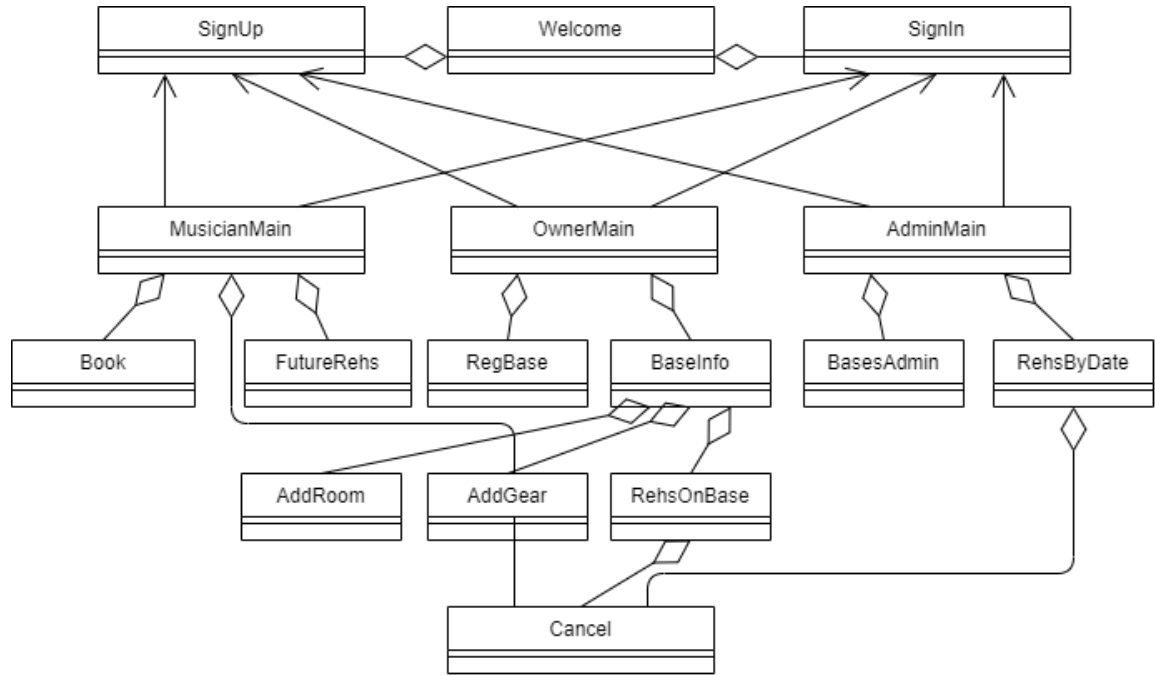 SignUp
Welcome
SignIn
MusicianMain
OwnerMain
AdminMain
Book
FutureRehs
RegBase
BaseInfo
BasesAdmin
RehsByDate
AddRoom
AddGear
RehsOnBase
Cancel